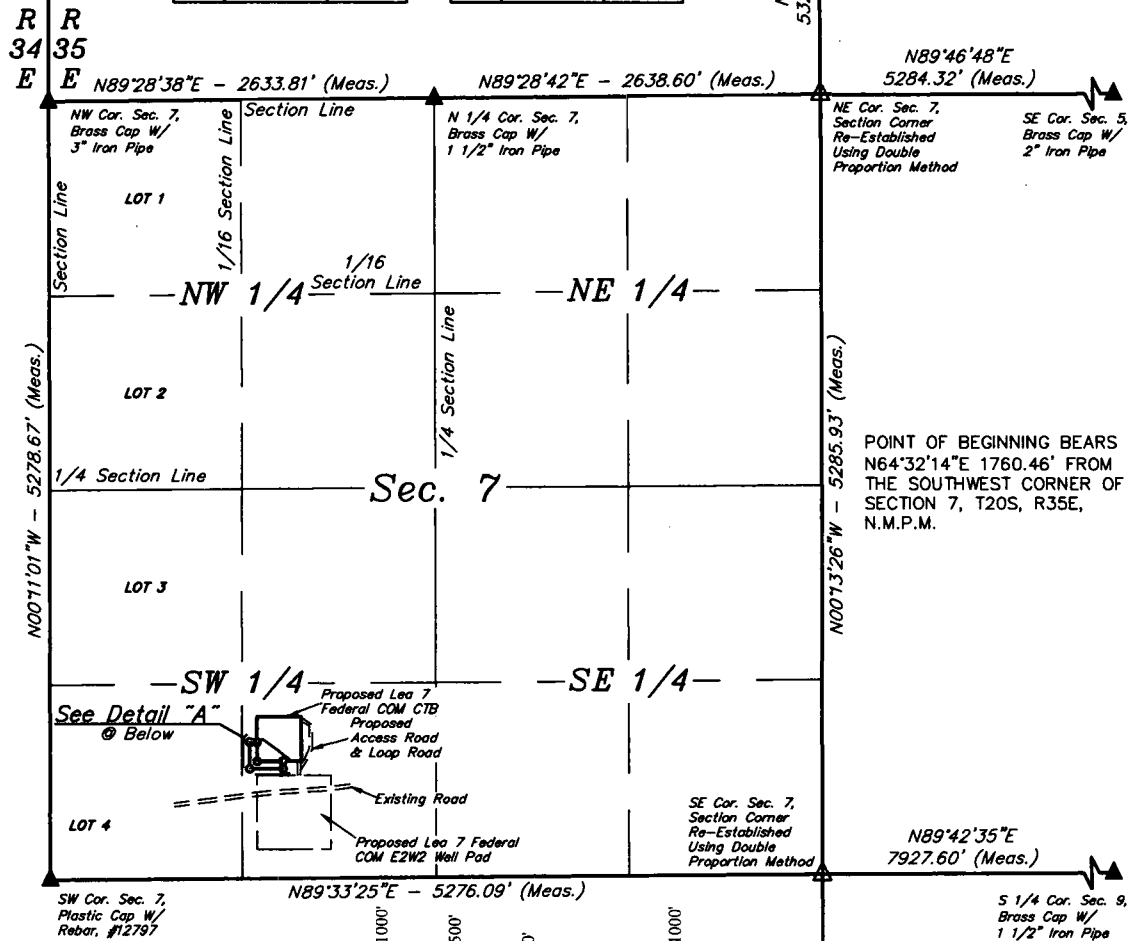 R R
34 35
E E
N89°28'38"E - 2633.81' (Meas.)
N89°28'42"E - 2638.60' (Meas.)
N89°46'48"E
5284.32' (Meas.)
NW Cor. Sec. 7,
Brass Cap W/
3" Iron Pipe
Section Line
N 1/4 Cor. Sec. 7,
Brass Cap W/
1 1/2" Iron Pipe
NE Cor. Sec. 7,
Section Corner
Re-Established
Using Double
Proportion Method
SE Cor. Sec. 5,
Brass Cap W/
2" Iron Pipe
Section Line
LOT 1
1/16 Section Line
1/16
Section Line
NW 1/4
NE 1/4
1/4 Section Line
LOT 2
N00°11'01"W - 5278.67' (Meas.)
N00°13'26"W - 5285.93' (Meas.)
1/4 Section Line
Sec. 7
POINT OF BEGINNING BEARS
N64°32'14"E 1760.46' FROM
THE SOUTHWEST CORNER OF
SECTION 7, T20S, R35E,
N.M.P.M.
LOT 3
SW 1/4
SE 1/4
See Detail "A"
@ Below
Proposed Lea 7
Federal COM CTB
Proposed
Access Road
& Loop Road
Existing Road
LOT 4
Proposed Lea 7 Federal
COM E2W2 Well Pad
SE Cor. Sec. 7,
Section Corner
Re-Established
Using Double
Proportion Method
N89°42'35"E
7927.60' (Meas.)
SW Cor. Sec. 7,
Plastic Cap W/
Rebar, #12797
N89°33'25"E - 5276.09' (Meas.)
S 1/4 Cor. Sec. 9,
Brass Cap W/
1 1/2" Iron Pipe
1000'
500'
1000'